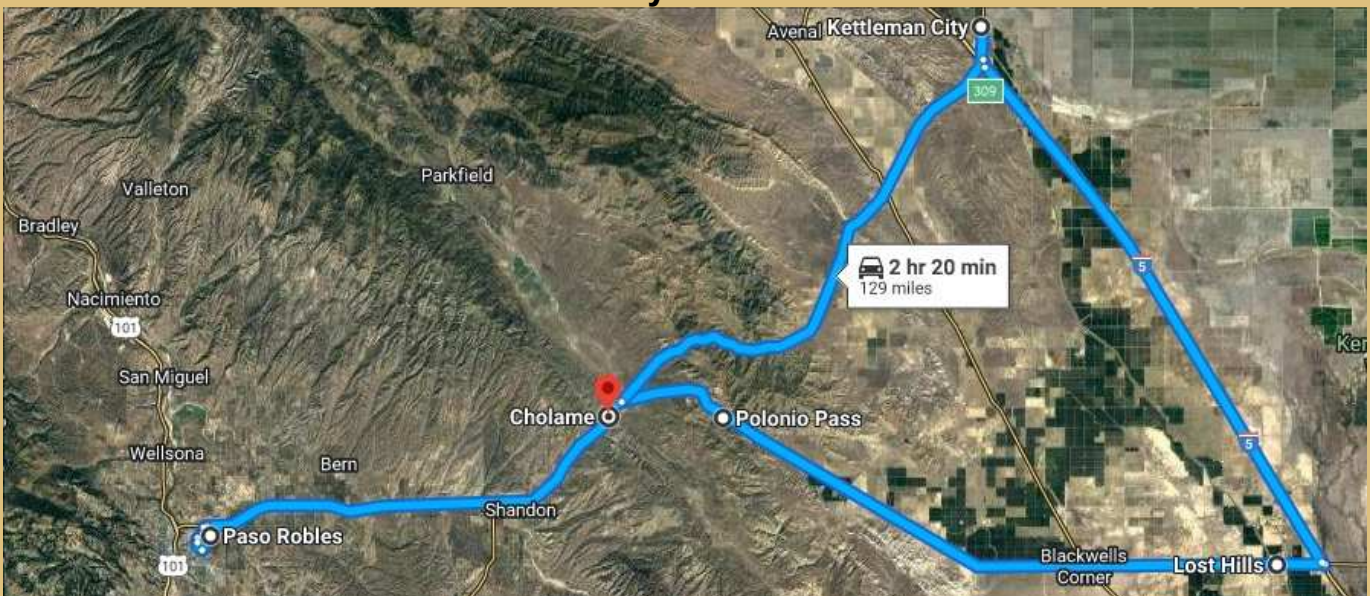 Avenal
Kettleman City
309
Parkfield
Valleton
Bradley
2 hr 20 min
129 miles
5
Nacimiento
101
San Miguel
Cholame
Polonio Pass
5
Wellsona
Bern
Shandon
Paso Robles
101
Blackwells
Corner
Lost Hills